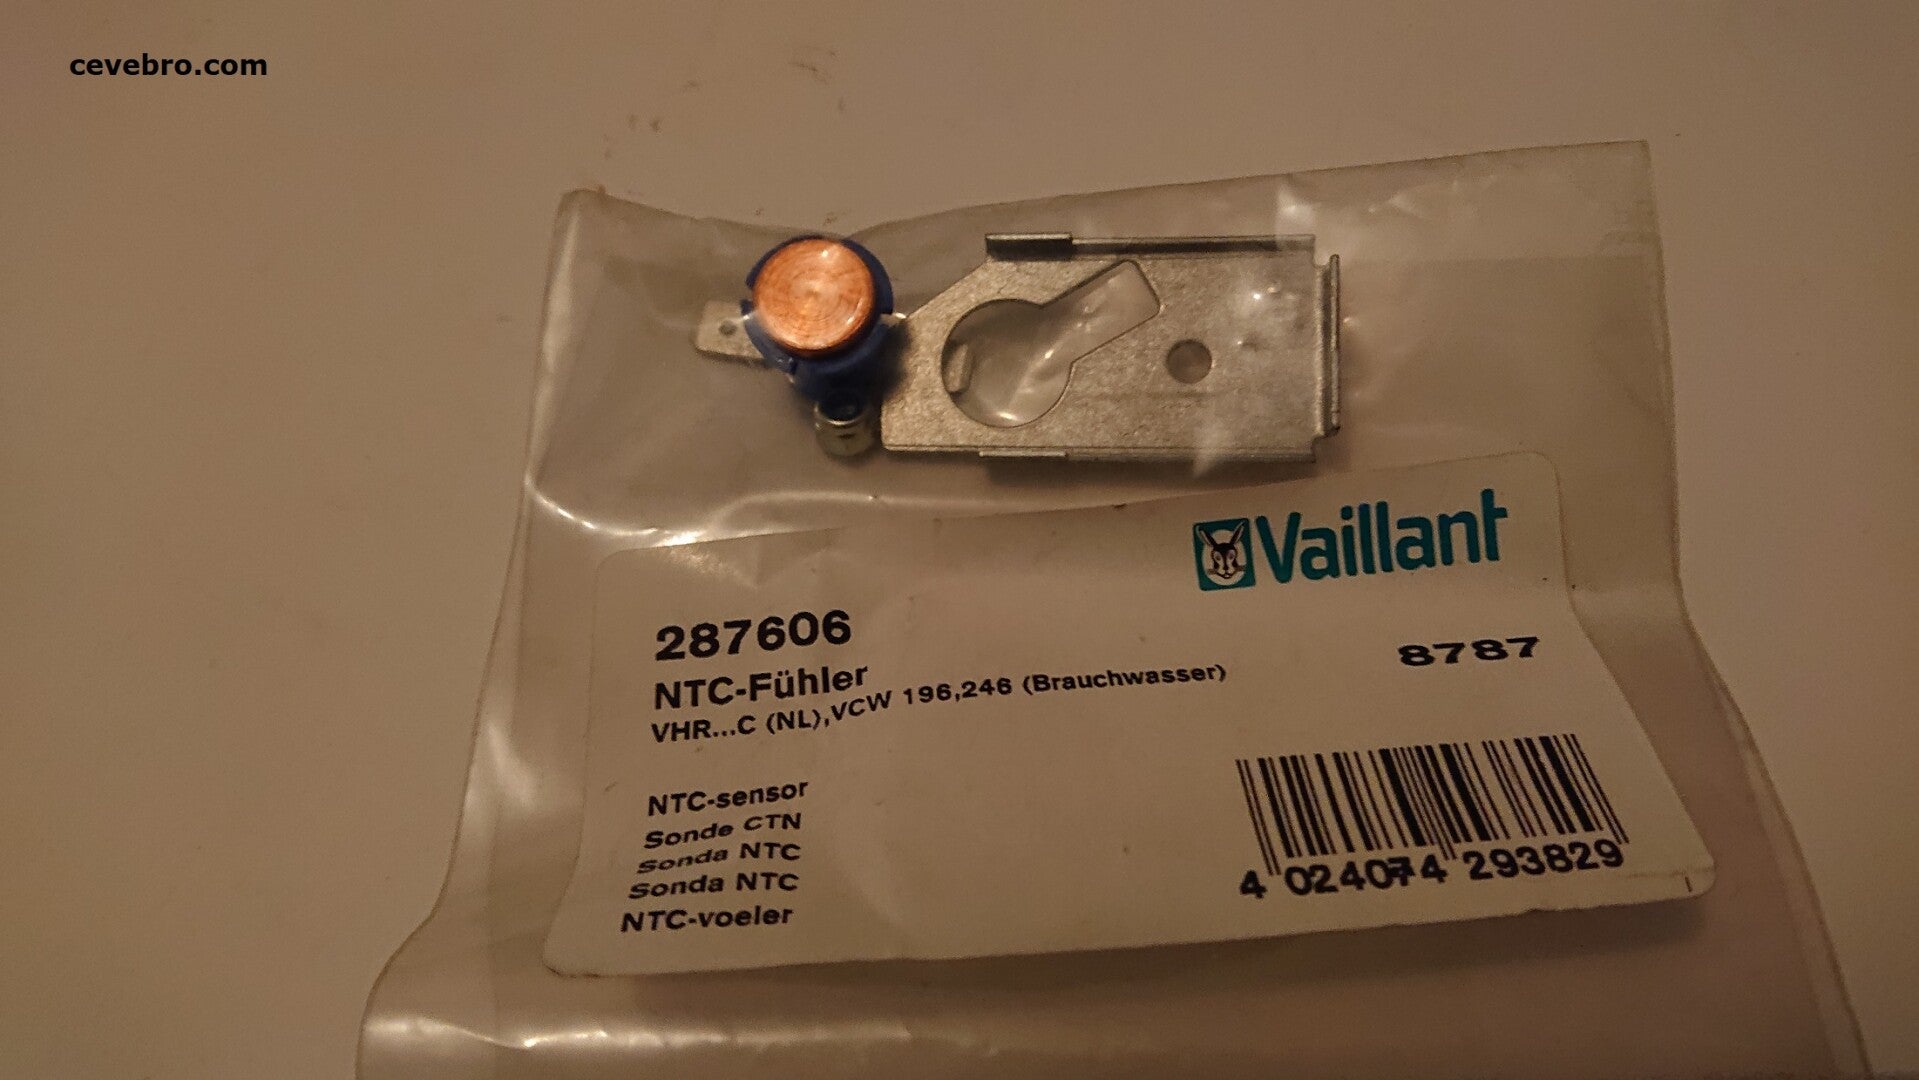 cevebro.com
Vaillant
287606
8787
NTC-Fühler
VHR...C (NL),VCW 196,246 (Brauchwasser)
NTC-sensor
Sonde CTN
Sonda NTC
Sonda NTC
NTC-voeler
4 024074 293829